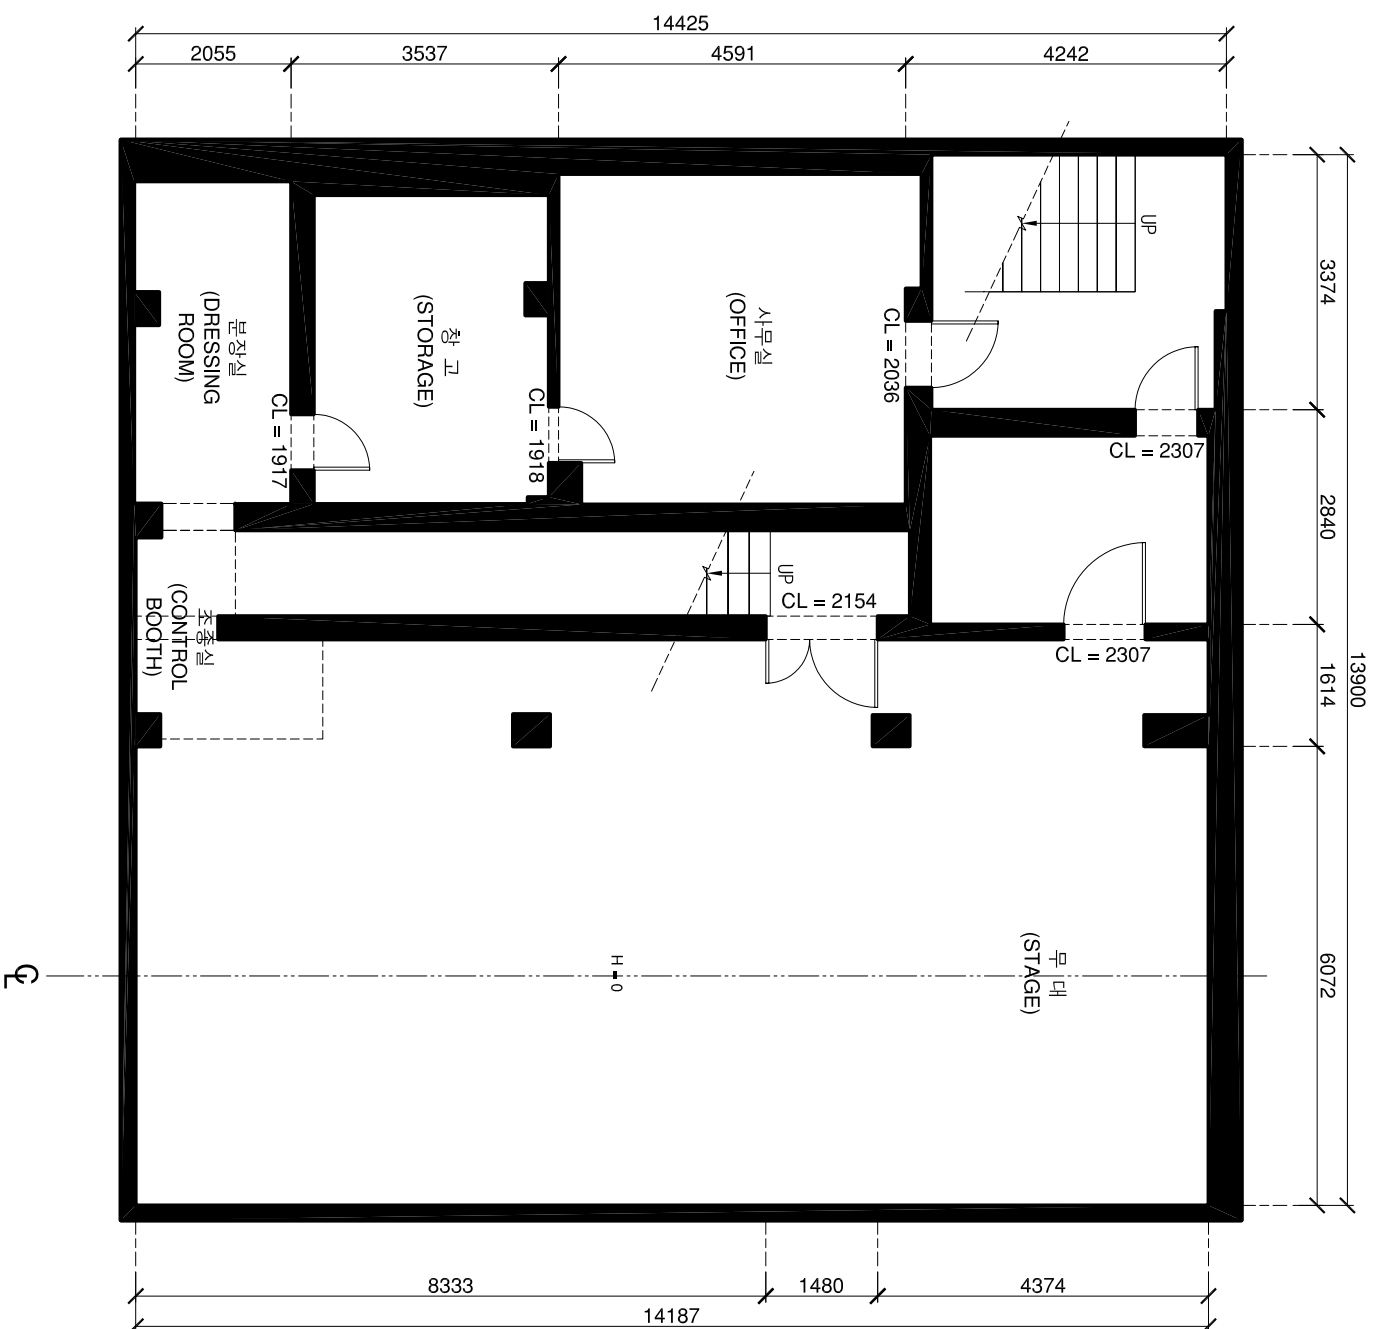 14425
2055
3537
4591
4242
UP
3374
분장실
(DRESSING
ROOM)
창 고
(STORAGE)
사무실
(OFFICE)
CL = 2036
CL = 1917
CL = 1918
CL = 2307
2840
UP
CL = 2154
조종실
(CONTROL
BOOTH)
CL = 2307
1614
13900
무 대
(STAGE)
6072
H = 0
CL
8333
1480
4374
14187